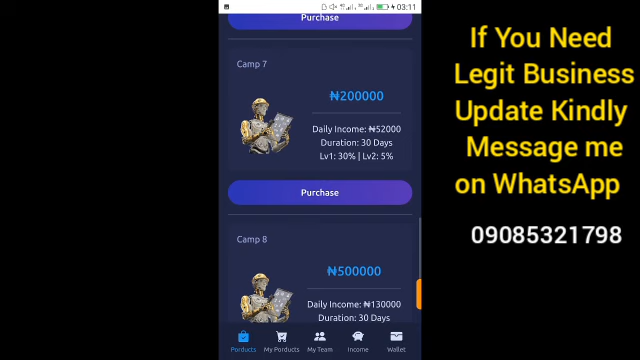 03:11
Purchase
Camp 7
₦200000
Daily Income: ₦52000
Duration: 30 Days
Lv1: 30% | Lv2: 5%
Purchase
Camp 8
₦500000
Daily Income: ₦130000
Duration: 30 Days
Porducts
My Porducts
My Team
Income
Wallet
If You Need
Legit Business
Update Kindly
Message me
on WhatsApp
09085321798